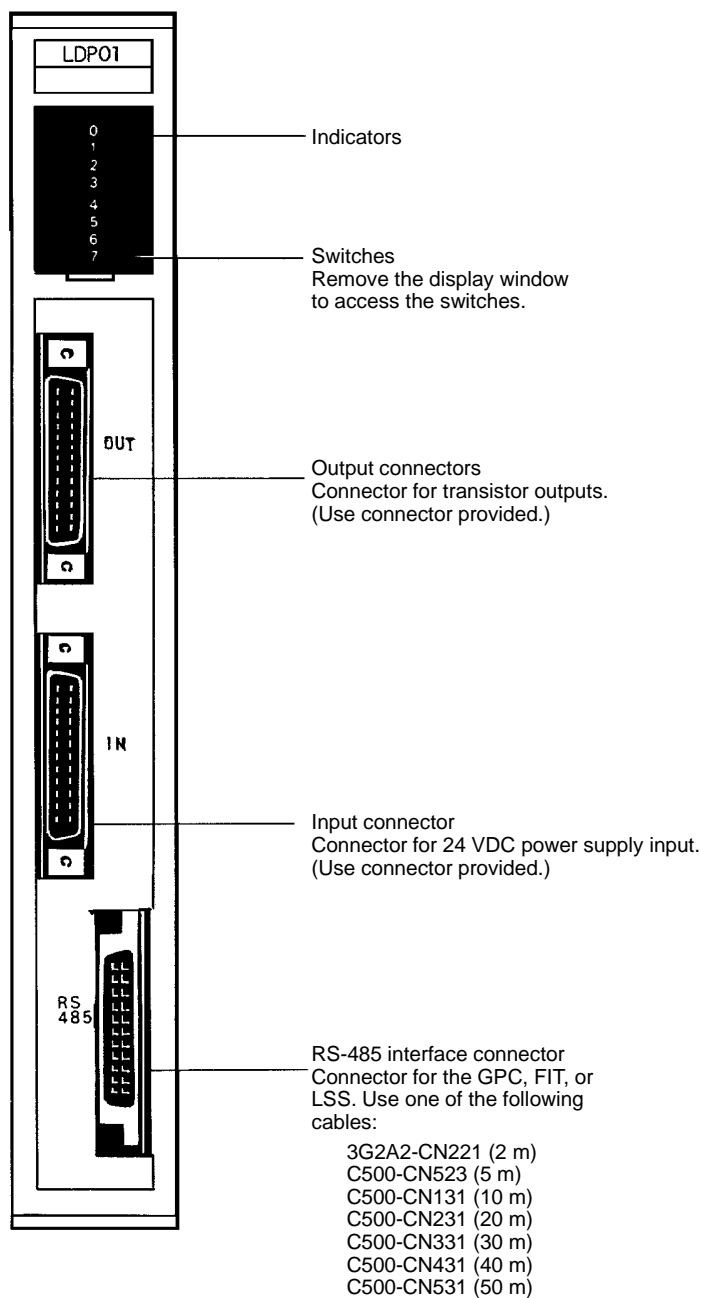 LDP01
0
1
2
3
4
5
6
7
Indicators
Switches
Remove the display window
to access the switches.
C
OUT
Output connectors
Connector for transistor outputs.
(Use connector provided.)
C
C
IN
Input connector
Connector for 24 VDC power supply input.
(Use connector provided.)
C
RS
485
RS-485 interface connector
Connector for the GPC, FIT, or
LSS. Use one of the following
cables:
3G2A2-CN221 (2 m)
C500-CN523 (5 m)
C500-CN131 (10 m)
C500-CN231 (20 m)
C500-CN331 (30 m)
C500-CN431 (40 m)
C500-CN531 (50 m)